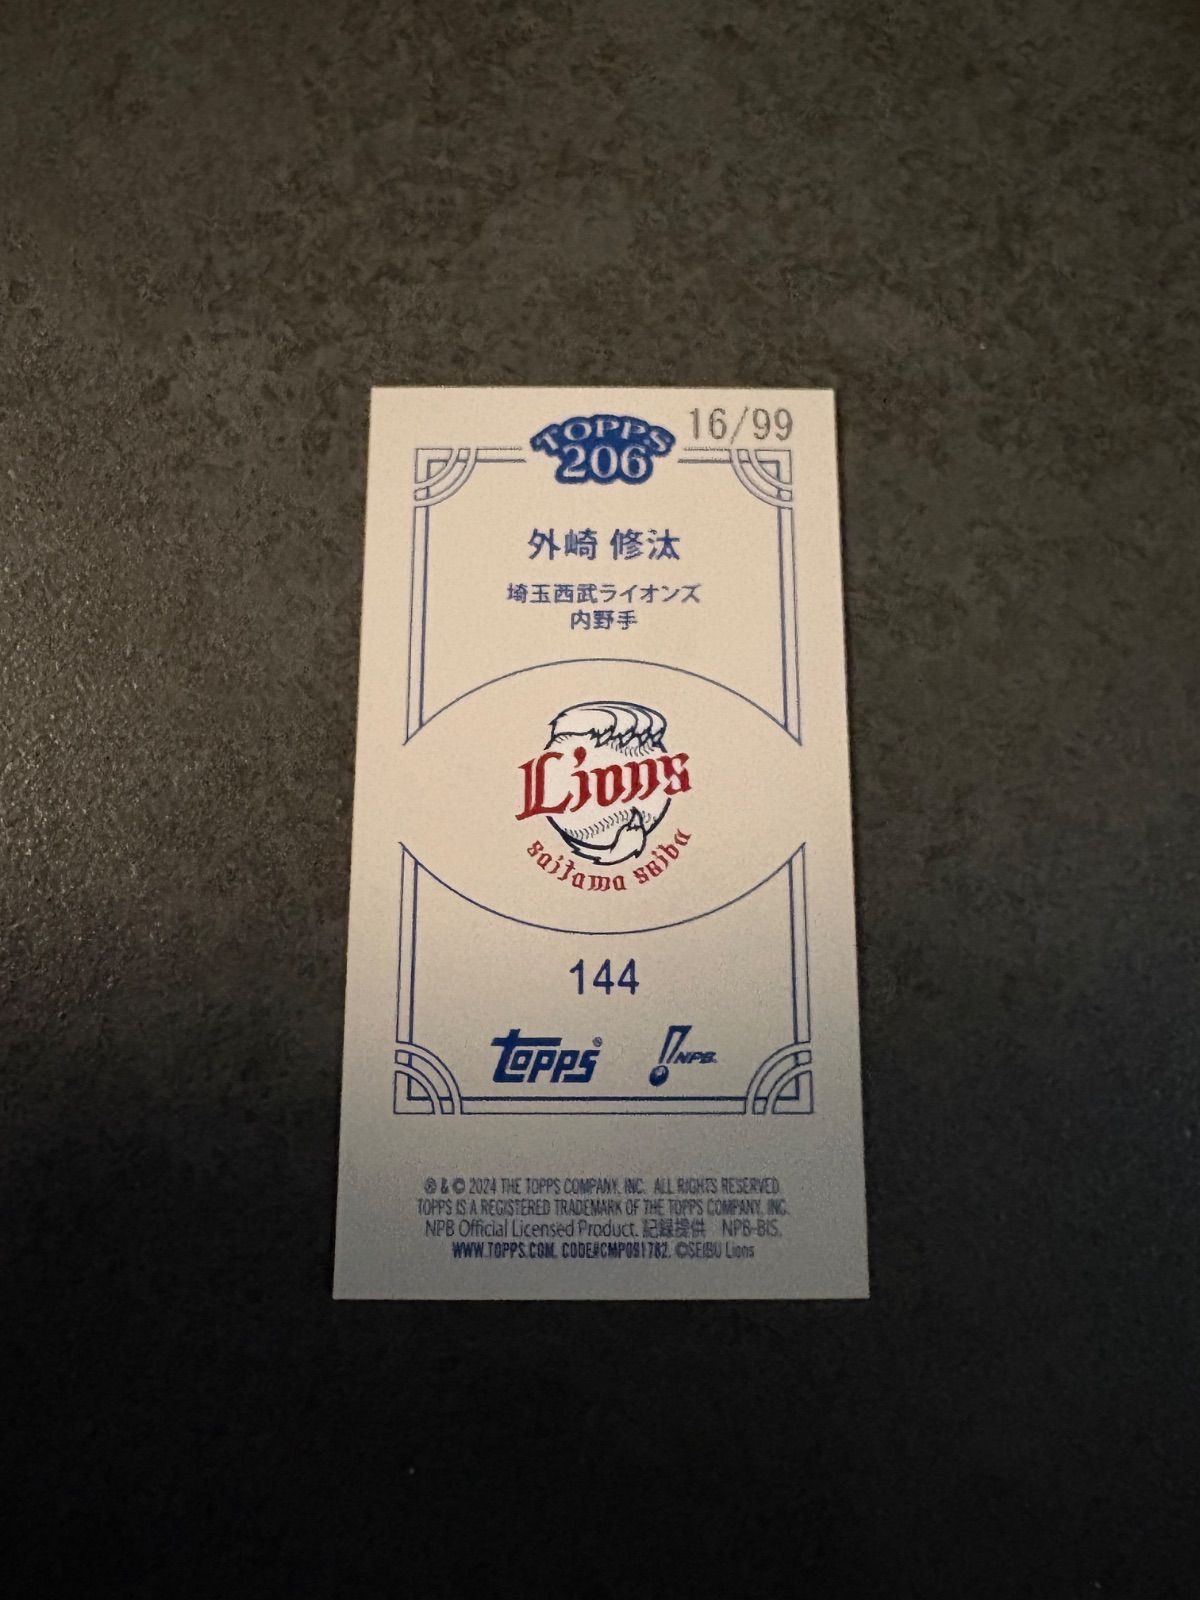 TOPPS 16/99
206
外崎 修汰
埼玉西武ライオンズ
内野手
Lions
saitama seibu
144
topps® NPB
® & © 2024 THE TOPPS COMPANY, INC. ALL RIGHTS RESERVED.
TOPPS IS A REGISTERED TRADEMARK OF THE TOPPS COMPANY, INC.
NPB Official Licensed Product. 記録提供 NPB-BIS.
WWW.TOPPS.COM. CODE#CMP091782. ©SEIBU Lions